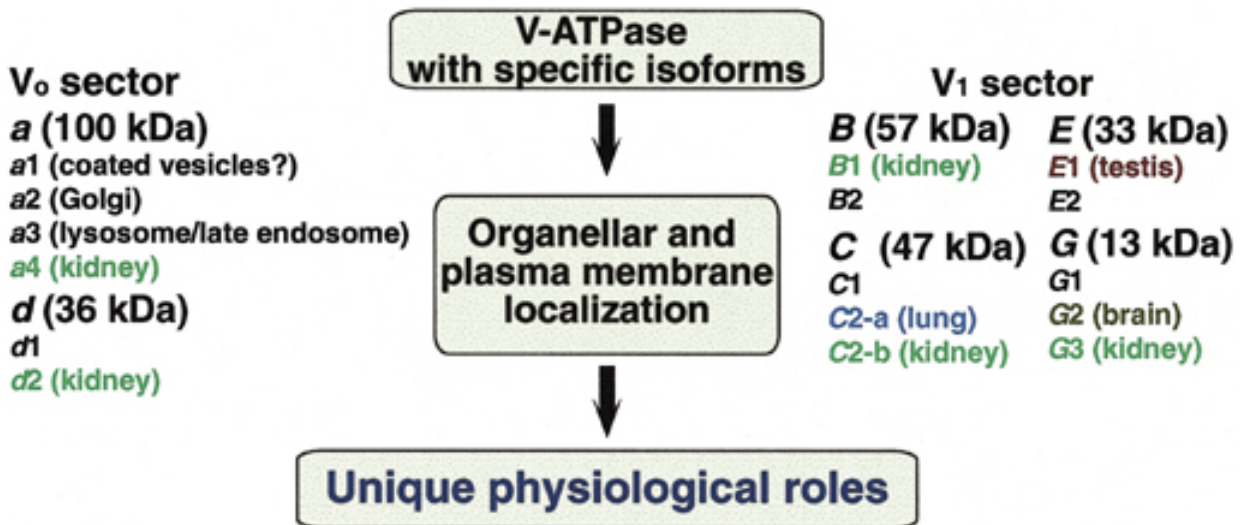 V-ATPase
with specific isoforms
Vo sector
a (100 kDa)
a1 (coated vesicles?)
a2 (Golgi)
a3 (lysosome/late endosome)
a4 (kidney)
d (36 kDa)
d1
d2 (kidney)
Organellar and
plasma membrane
localization
V1 sector
B (57 kDa)
B1 (kidney)
B2
C (47 kDa)
C1
C2-a (lung)
C2-b (kidney)
E (33 kDa)
E1 (testis)
E2
G (13 kDa)
G1
G2 (brain)
G3 (kidney)
Unique physiological roles